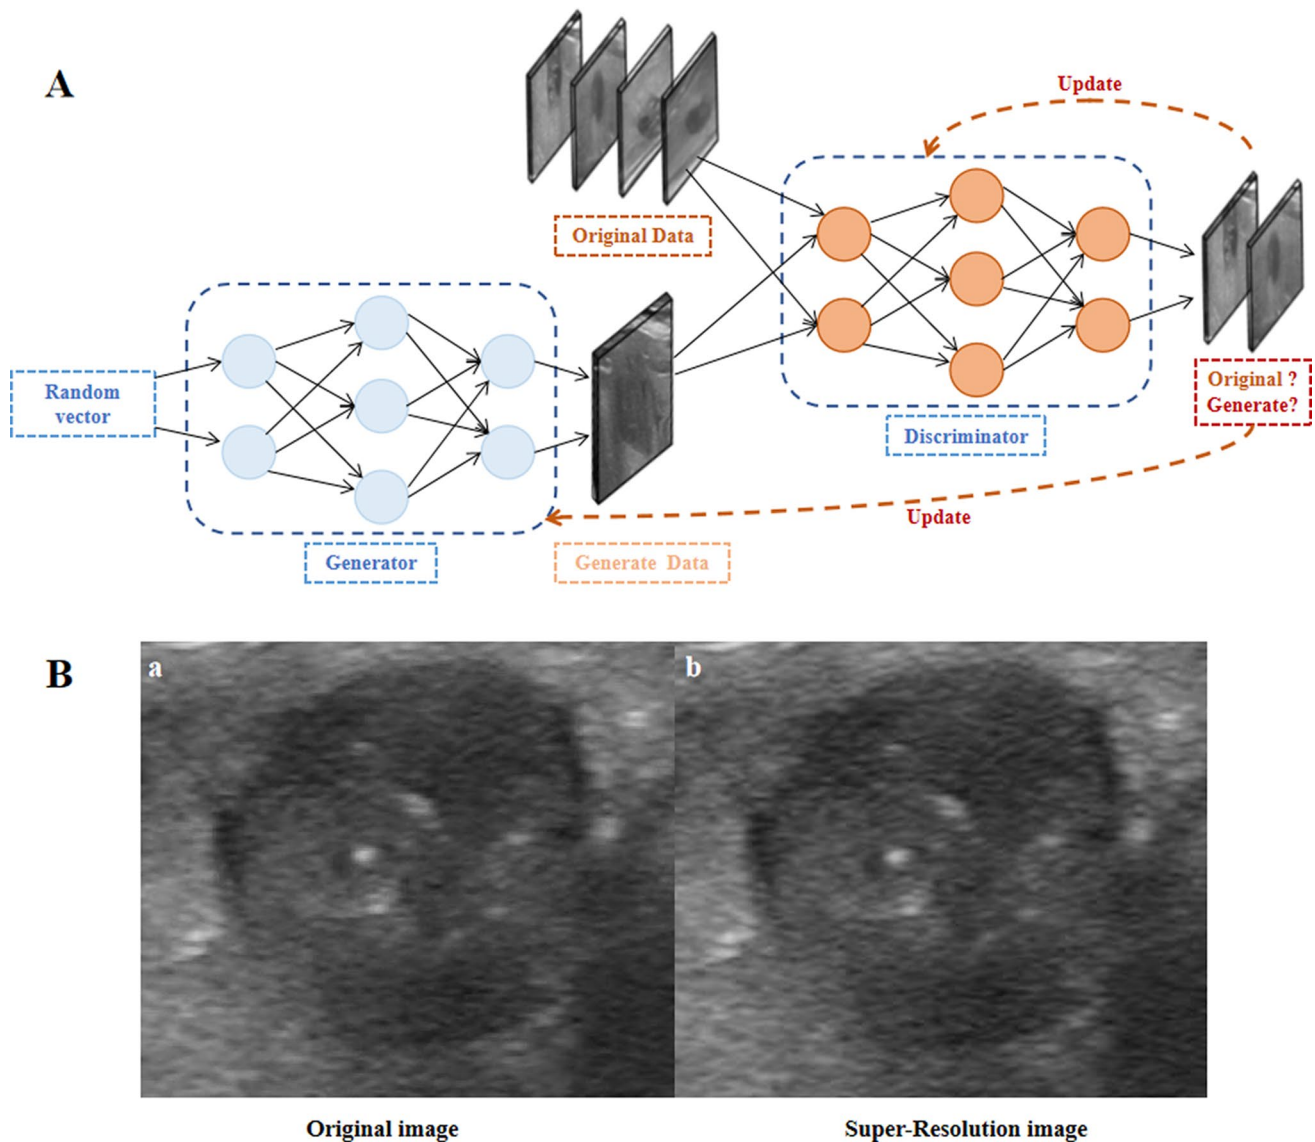 A
Update
Original Data
Random
vector
Original ?
Generate?
Discriminator
Update
Generator
Generate Data
B
a
b
Original image
Super-Resolution image